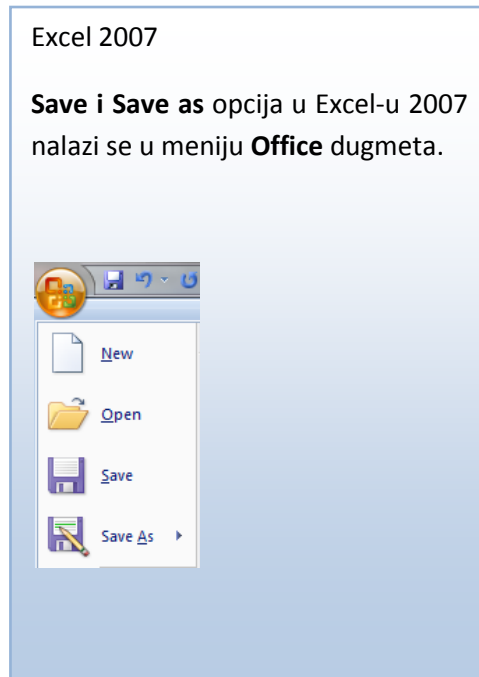 Excel 2007
Save i Save as opcija u Excel-u 2007
nalazi se u meniju Office dugmeta.
New
Open
Save
Save As